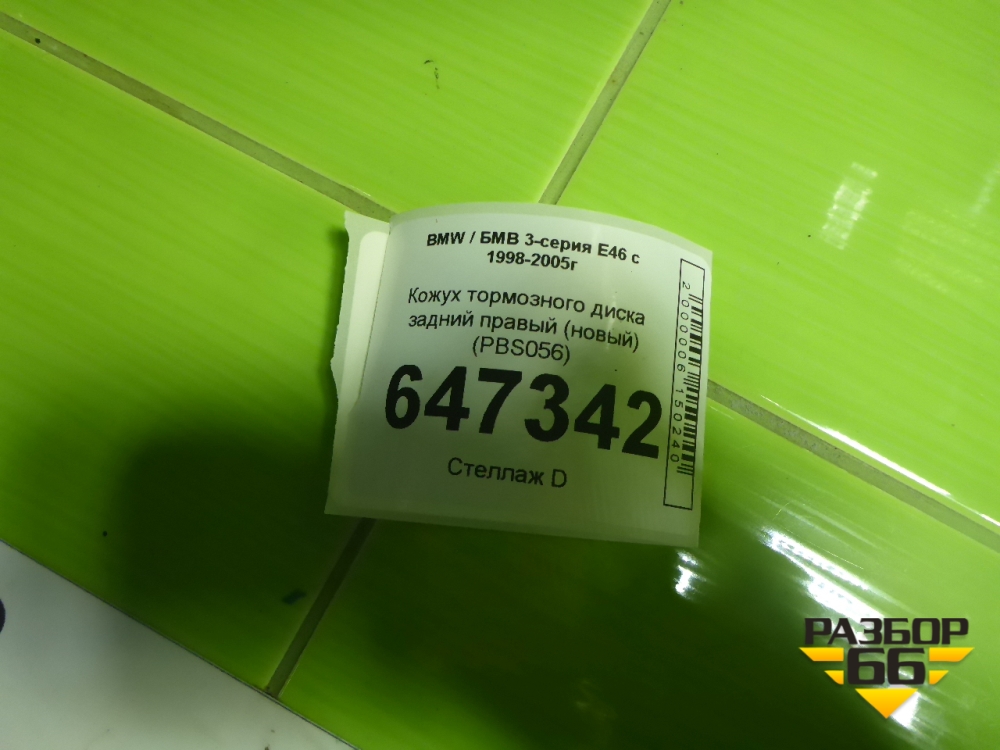 BMW / БМВ 3-серия E46 с
1998-2005г
Кожух тормозного диска
задний правый (новый)
(PBS056)
647342
Стеллаж D
2000006150240
РАЗБОР
66